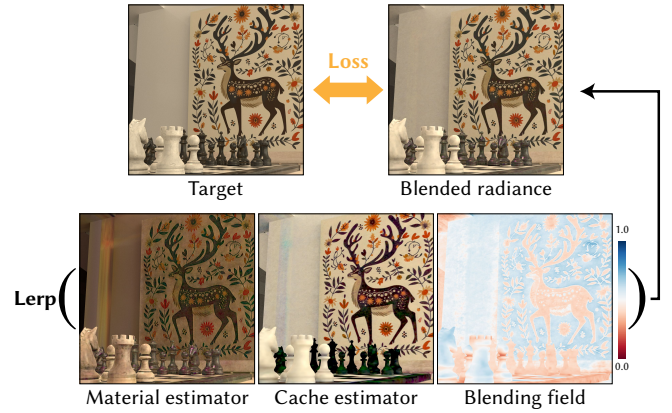 Loss
Target
Blended radiance
Lerp(
)
1.0
0.0
Material estimator
Cache estimator
Blending field